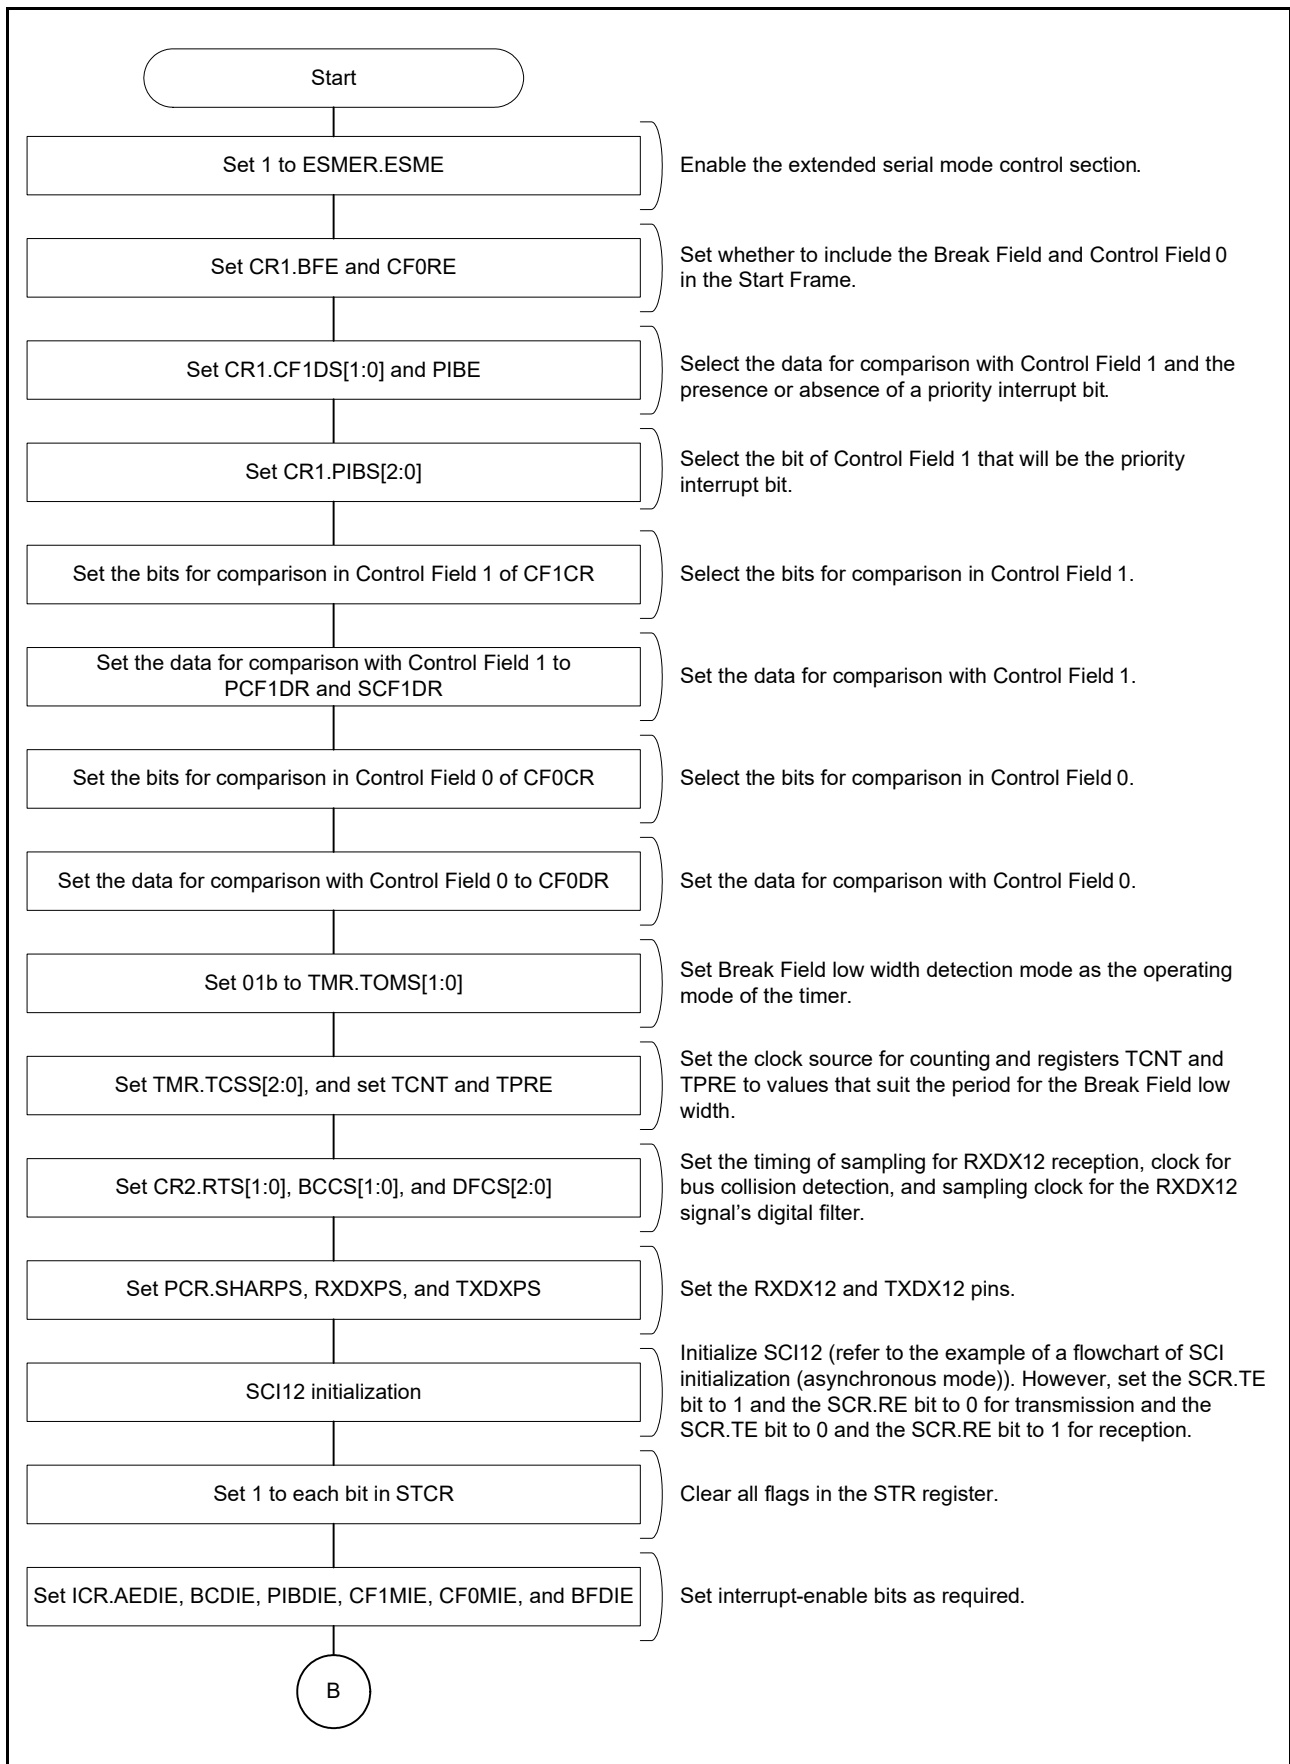 Start
Set 1 to ESMER.ESME
Enable the extended serial mode control section.
Set CR1.BFE and CF0RE
Set whether to include the Break Field and Control Field 0
in the Start Frame.
Set CR1.CF1DS[1:0] and PIBE
Select the data for comparison with Control Field 1 and the
presence or absence of a priority interrupt bit.
Set CR1.PIBS[2:0]
Select the bit of Control Field 1 that will be the priority
interrupt bit.
Set the bits for comparison in Control Field 1 of CF1CR
Select the bits for comparison in Control Field 1.
Set the data for comparison with Control Field 1 to
PCF1DR and SCF1DR
Set the data for comparison with Control Field 1.
Set the bits for comparison in Control Field 0 of CF0CR
Select the bits for comparison in Control Field 0.
Set the data for comparison with Control Field 0 to CF0DR
Set the data for comparison with Control Field 0.
Set 01b to TMR.TOMS[1:0]
Set Break Field low width detection mode as the operating
mode of the timer.
Set TMR.TCSS[2:0], and set TCNT and TPRE
Set the clock source for counting and registers TCNT and
TPRE to values that suit the period for the Break Field low
width.
Set CR2.RTS[1:0], BCCS[1:0], and DFCS[2:0]
Set the timing of sampling for RXDX12 reception, clock for
bus collision detection, and sampling clock for the RXDX12
signal's digital filter.
Set PCR.SHARPS, RXDXPS, and TXDXPS
Set the RXDX12 and TXDX12 pins.
SCI12 initialization
Initialize SCI12 (refer to the example of a flowchart of SCI
initialization (asynchronous mode)). However, set the SCR.TE
bit to 1 and the SCR.RE bit to 0 for transmission and the
SCR.TE bit to 0 and the SCR.RE bit to 1 for reception.
Set 1 to each bit in STCR
Clear all flags in the STR register.
Set ICR.AEDIE, BCDIE, PIBDIE, CF1MIE, CF0MIE, and BFDIE
Set interrupt-enable bits as required.
B